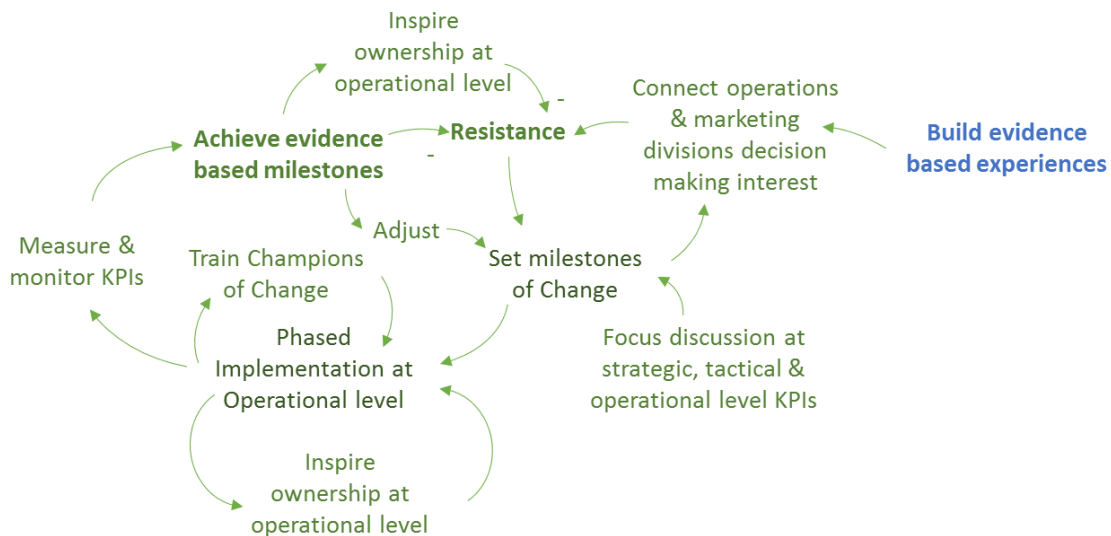 Inspire
ownership at
operational level
-
Connect operations
& marketing
divisions decision
making interest
Build evidence
based experiences
Achieve evidence
based milestones
-
Resistance
Adjust
Measure &
monitor KPIs
Train Champions
of Change
Set milestones
of Change
Phased
Implementation at
Operational level
Focus discussion at
strategic, tactical &
operational level KPIs
Inspire
ownership at
operational level